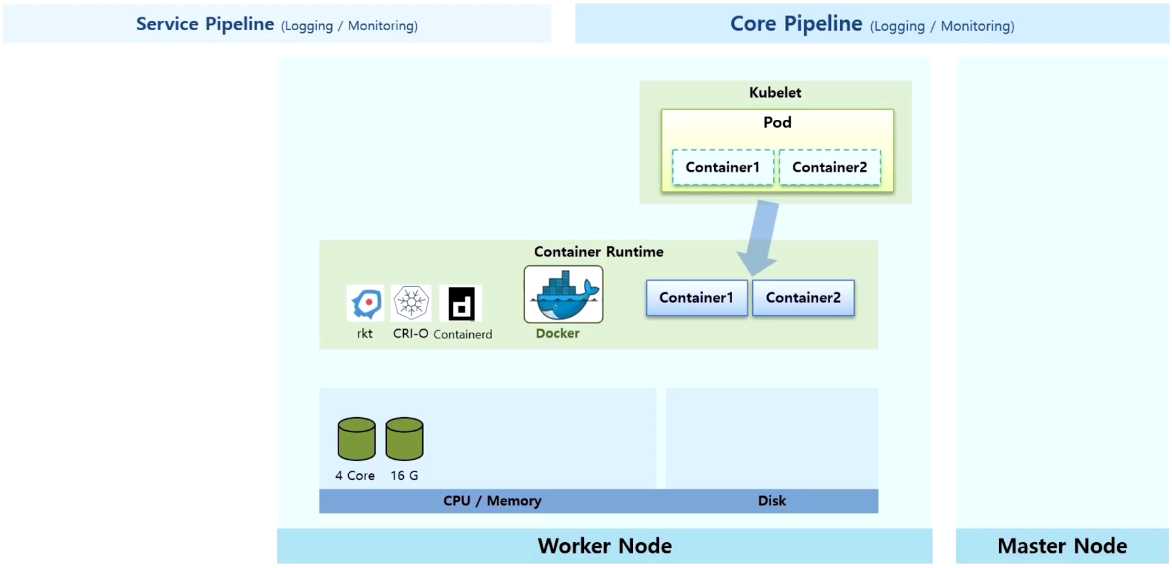 Service Pipeline (Logging / Monitoring)
Core Pipeline (Logging / Monitoring)
Kubelet
Pod
Container1
Container2
Container Runtime
rkt
CRI-O
Containerd
Docker
Container1
Container2
4 Core
16 G
CPU / Memory
Disk
Worker Node
Master Node